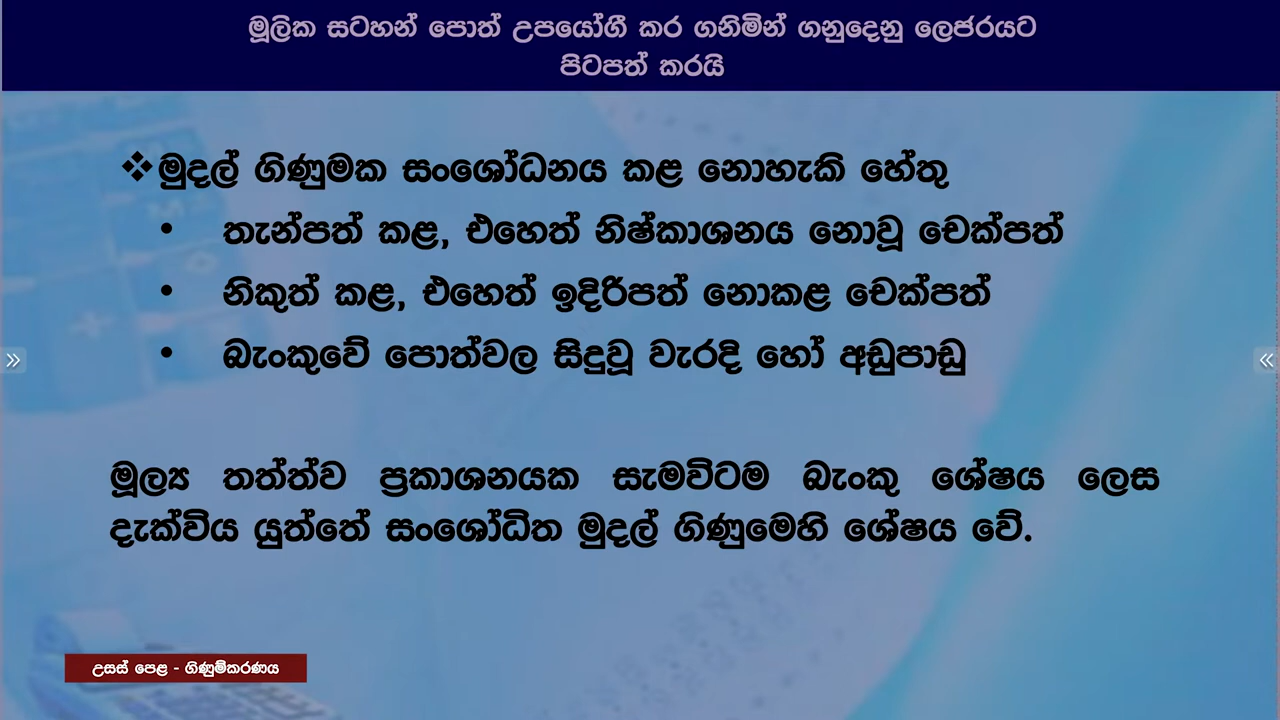 මූලික සටහන් පොත් උපයෝගී කර ගනිමින් ගනුදෙනු ලෙජරයට
පිටපත් කරයි
❖මුදල් ගිණුමක සංශෝධනය කළ නොහැකි හේතු
• තැන්පත් කළ, එහෙත් නිෂ්කාශනය නොවූ චෙක්පත්
• නිකුත් කළ, එහෙත් ඉදිරිපත් නොකළ චෙක්පත්
• බැංකුවේ පොත්වල සිදුවූ වැරදි හෝ අඩුපාඩු
මූල්‍ය තත්ත්ව ප්‍රකාශනයක සැමවිටම බැංකු ශේෂය ලෙස
දැක්විය යුත්තේ සංශෝධිත මුදල් ගිණුමෙහි ශේෂය වේ.
උසස් පෙළ - ගිණුම්කරණය